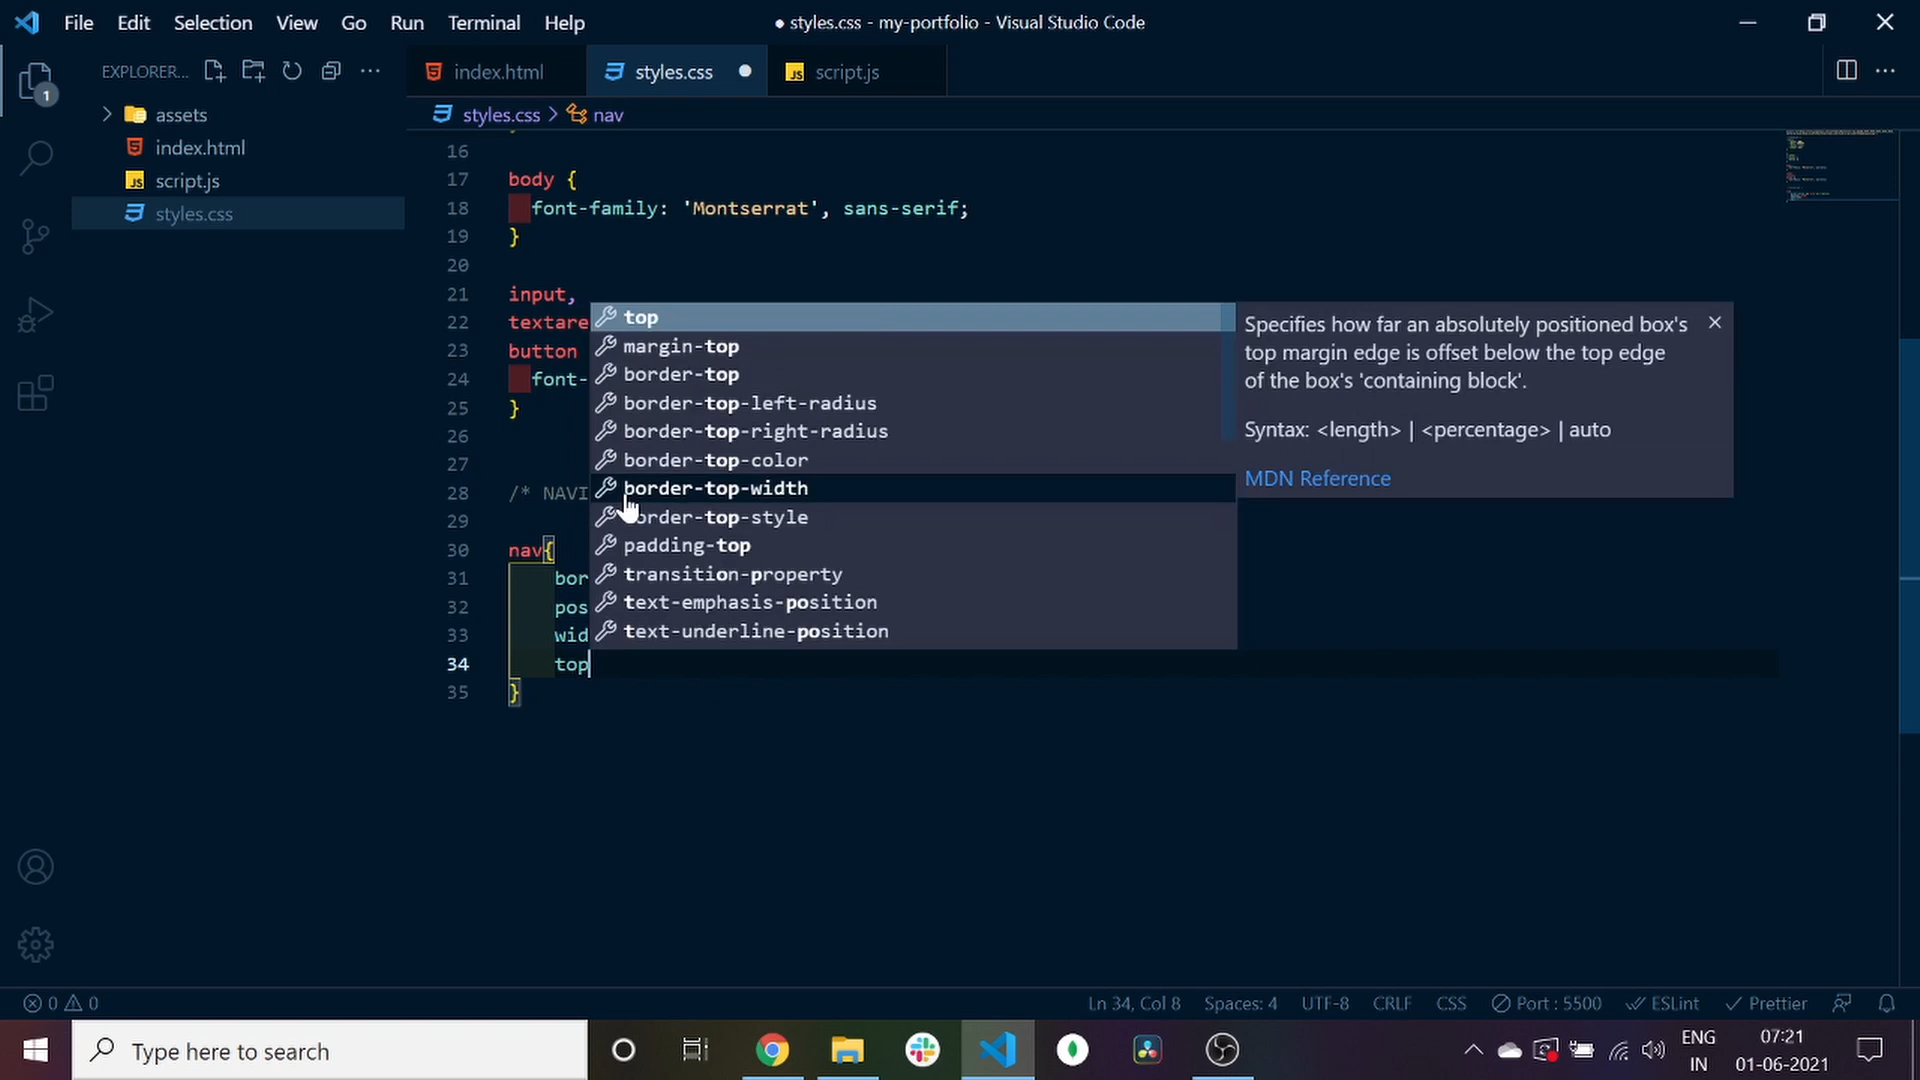 File Edit Selection View Go Run Terminal Help
● styles.css - my-portfolio - Visual Studio Code
EXPLORER...
index.html
styles.css
script.js
1
assets
index.html
script.js
styles.css
styles.css > nav
16
17 body {
18 font-family: 'Montserrat', sans-serif;
19 }
20
21 input,
22 textare
23 button
24 font-
25 }
26
27
28 /* NAVI
29
30 nav{
31 bor
32 pos
33 wid
34 top
35 }
top
margin-top
border-top
border-top-left-radius
border-top-right-radius
border-top-color
border-top-width
border-top-style
padding-top
transition-property
text-emphasis-position
text-underline-position
Specifies how far an absolutely positioned box's
top margin edge is offset below the top edge
of the box's 'containing block'.
Syntax: <length> | <percentage> | auto
MDN Reference
0 0
Ln 34, Col 8 Spaces: 4 UTF-8 CRLF CSS Port : 5500 ESLint Prettier
Type here to search
ENG
IN
07:21
01-06-2021